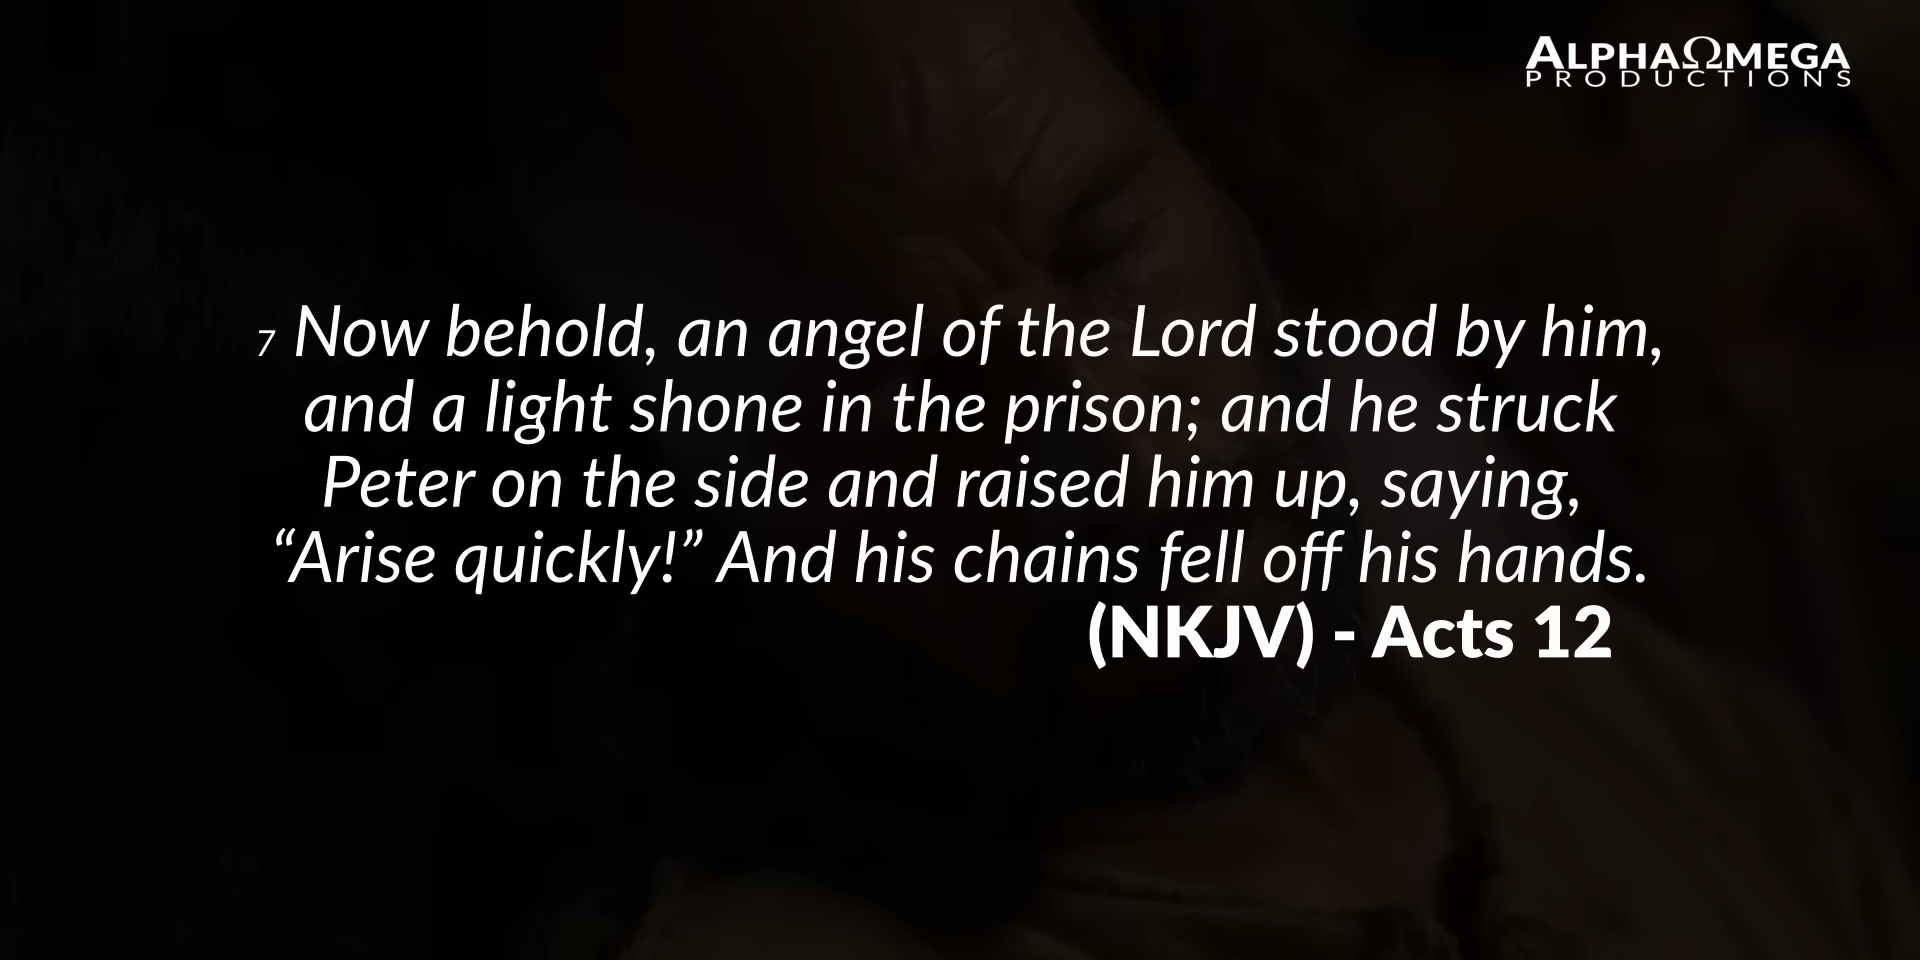 ALPHAΩMEGA
PRODUCTIONS
7 Now behold, an angel of the Lord stood by him,
and a light shone in the prison; and he struck
Peter on the side and raised him up, saying,
“Arise quickly!” And his chains fell off his hands.
(NKJV) - Acts 12